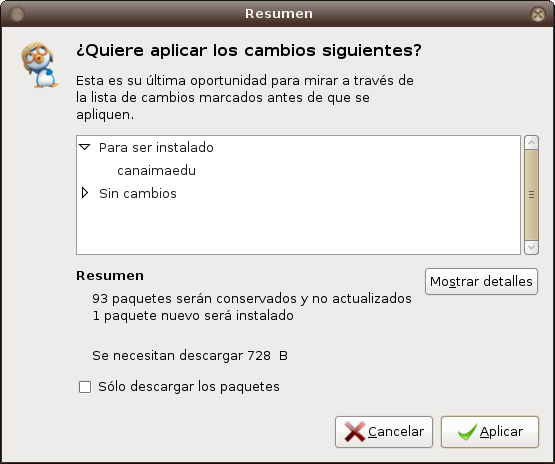 Resumen
¿Quiere aplicar los cambios siguientes?
Esta es su última oportunidad para mirar a través de
la lista de cambios marcados antes de que se
apliquen.
Para ser instalado
canaimaedu
Sin cambios
Resumen
Mostrar detalles
93 paquetes serán conservados y no actualizados
1 paquete nuevo será instalado
Se necesitan descargar 728 B
Sólo descargar los paquetes
Cancelar
Aplicar